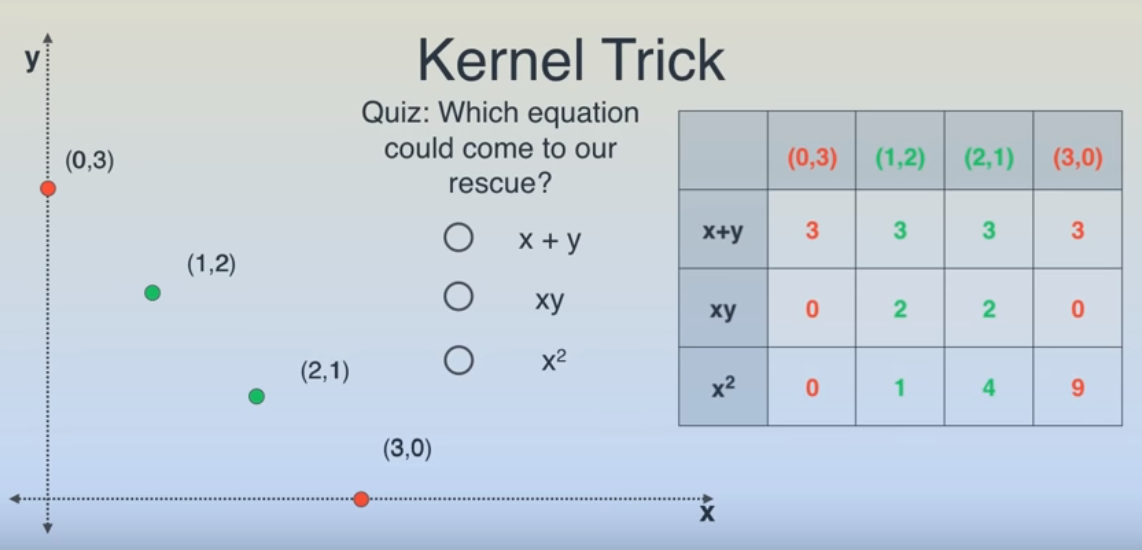 Kernel Trick
Quiz: Which equation
could come to our
rescue?
x + y
xy
x²
y
(0,3)
(1,2)
(2,1)
(3,0)
x
(0,3) (1,2) (2,1) (3,0)
x+y 3 3 3 3
xy 0 2 2 0
x² 0 1 4 9